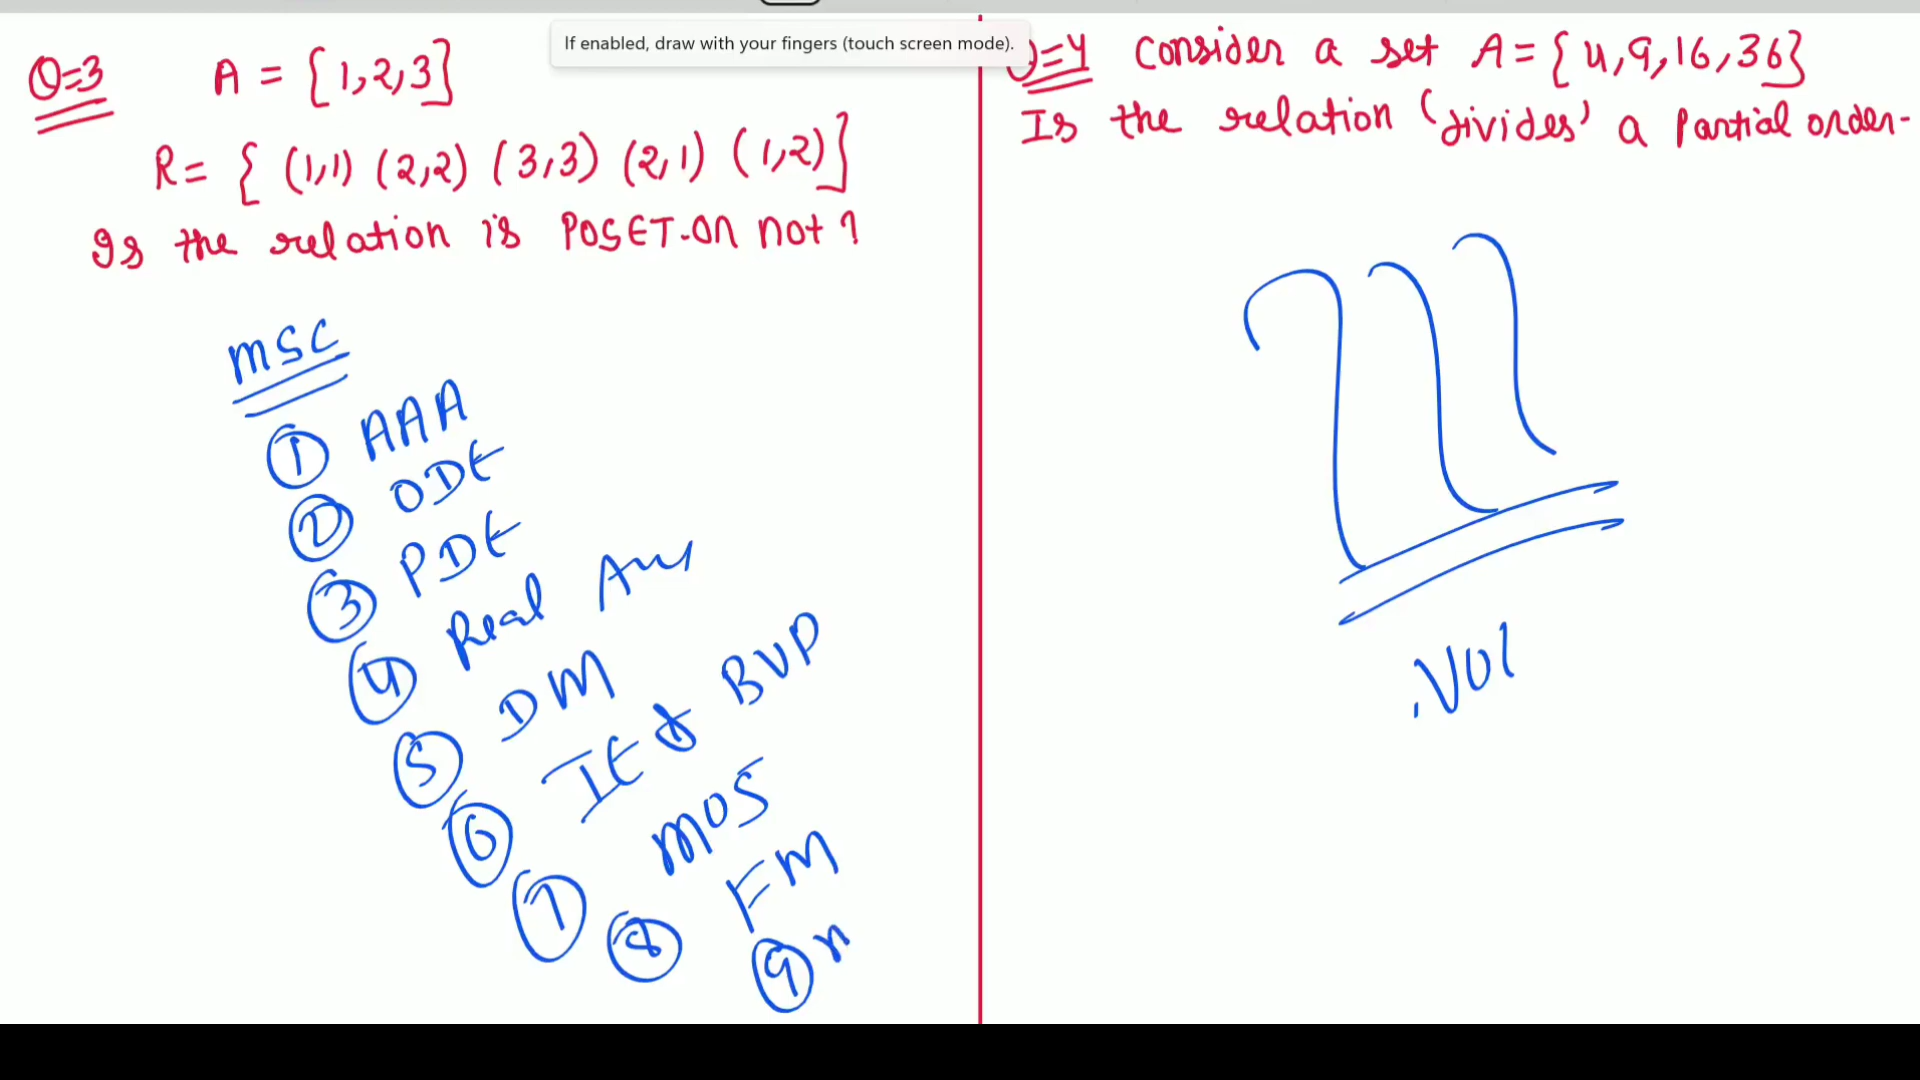 If enabled, draw with your fingers (touch screen mode).
Q=3 A = {1,2,3}
R= { (1,1) (2,2) (3,3) (2,1) (1,2)}
Is the relation is POSET-or not ?
MSC
① AAA
② ODE
③ PDE
④ Real
⑤ DM
⑥ IE & BVP
⑦ MOS
⑧ FM
⑨ n
=4 Consider a set A={4,9,16,36}
Is the relation 'divides' a Partial order-